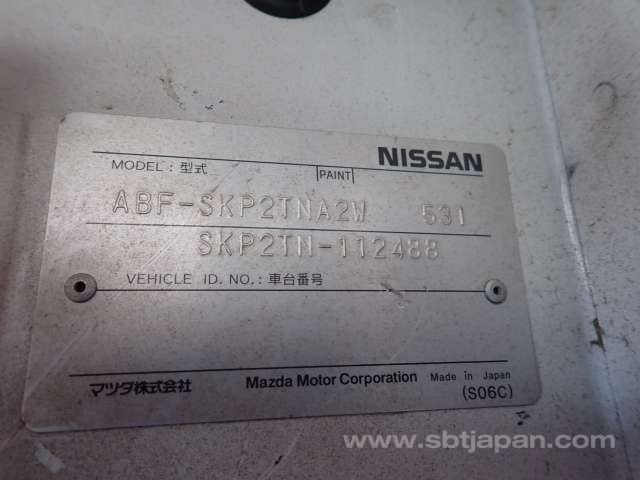 NISSAN
MODEL : 型式 PAINT
ABF-SKP2TNA2W 531
SKP2TN-112488
VEHICLE ID. NO. : 車台番号
マツダ株式会社 Mazda Motor Corporation Made in Japan
(S06C)
www.sbtjapan.com